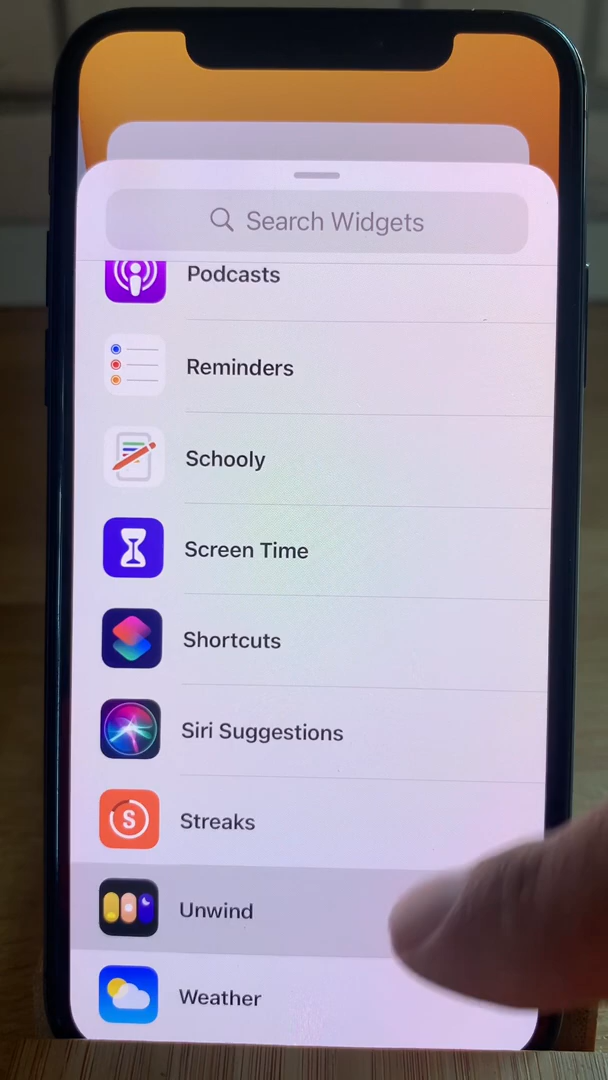 Search Widgets
Podcasts
Reminders
Schooly
Screen Time
Shortcuts
Siri Suggestions
S
Streaks
Unwind
Weather